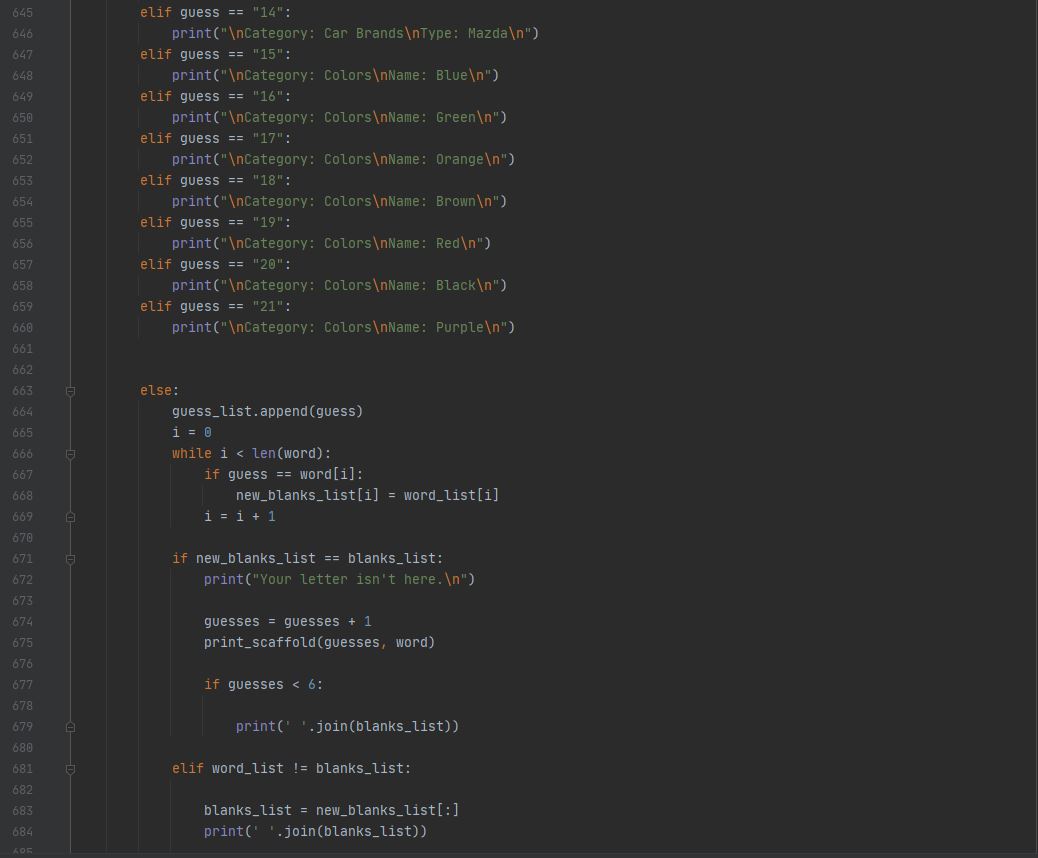 645 elif guess == "14":
646 print("\nCategory: Car Brands\nType: Mazda\n")
647 elif guess == "15":
648 print("\nCategory: Colors\nName: Blue\n")
649 elif guess == "16":
650 print("\nCategory: Colors\nName: Green\n")
651 elif guess == "17":
652 print("\nCategory: Colors\nName: Orange\n")
653 elif guess == "18":
654 print("\nCategory: Colors\nName: Brown\n")
655 elif guess == "19":
656 print("\nCategory: Colors\nName: Red\n")
657 elif guess == "20":
658 print("\nCategory: Colors\nName: Black\n")
659 elif guess == "21":
660 print("\nCategory: Colors\nName: Purple\n")
661
662
663 else:
664 guess_list.append(guess)
665 i = 0
666 while i < len(word):
667 if guess == word[i]:
668 new_blanks_list[i] = word_list[i]
669 i = i + 1
670
671 if new_blanks_list == blanks_list:
672 print("Your letter isn't here.\n")
673
674 guesses = guesses + 1
675 print_scaffold(guesses, word)
676
677 if guesses < 6:
678
679 print(' '.join(blanks_list))
680
681 elif word_list != blanks_list:
682
683 blanks_list = new_blanks_list[:]
684 print(' '.join(blanks_list))
685